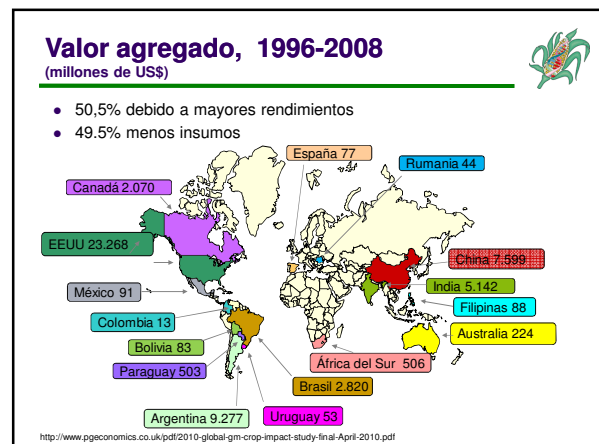 Valor agregado, 1996-2008
(millones de US$)
• 50,5% debido a mayores rendimientos
• 49.5% menos insumos
España 77
Rumania 44
Canadá 2.070
EEUU 23.268
China 7.599
India 5.142
México 91
Filipinas 88
Colombia 13
Australia 224
Bolivia 83
África del Sur 506
Paraguay 503
Brasil 2.820
Argentina 9.277
Uruguay 53
http://www.pgeconomics.co.uk/pdf/2010-global-gm-crop-impact-study-final-April-2010.pdf